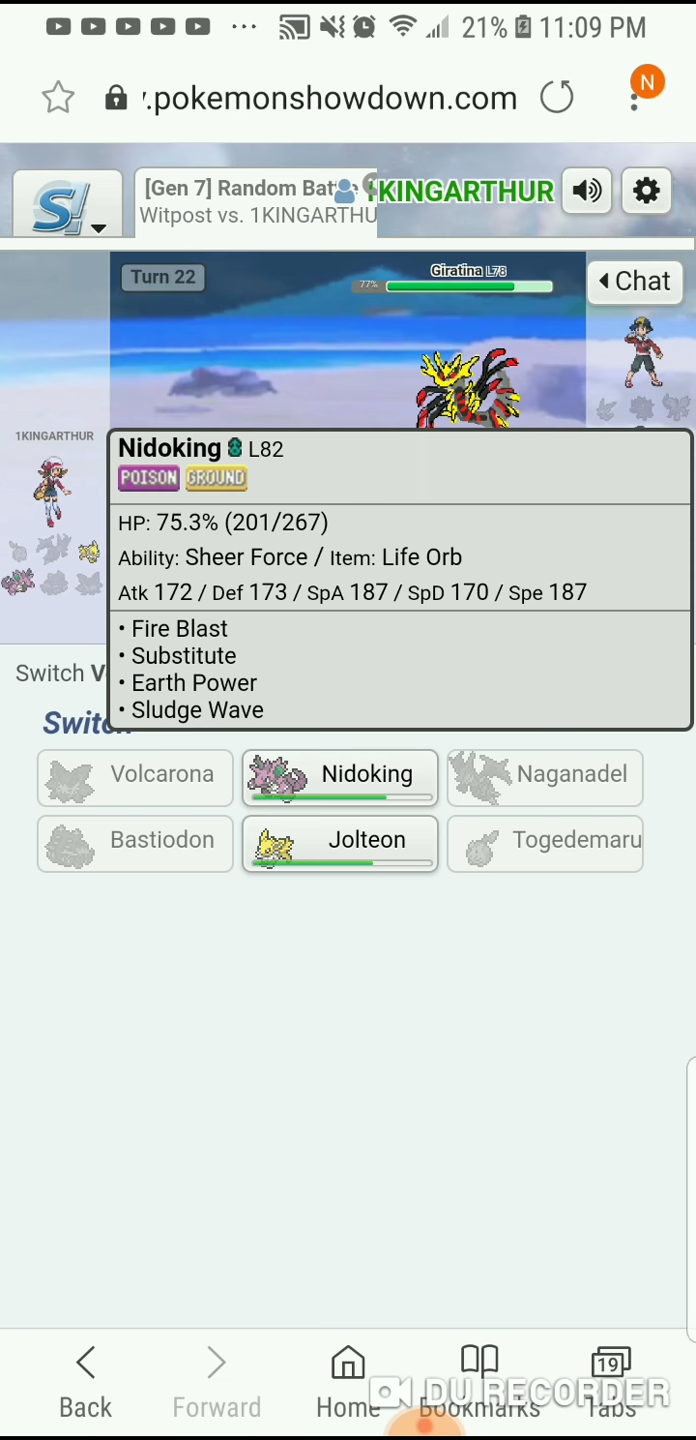 21% 11:09 PM
.pokemonshowdown.com
N
[Gen 7] Random Bat
KINGARTHUR
Witpost vs. 1KINGARTHU
Turn 22
77%
Giratina L78
Chat
1KINGARTHUR
Nidoking L82
POISON GROUND
HP: 75.3% (201/267)
Ability: Sheer Force / Item: Life Orb
Atk 172 / Def 173 / SpA 187 / SpD 170 / Spe 187
• Fire Blast
• Substitute
• Earth Power
• Sludge Wave
Switch V
Switch
Volcarona Nidoking Naganadel
Bastiodon Jolteon Togedemaru
19
DU RECORDER
Back Forward Home Bookmarks Tabs